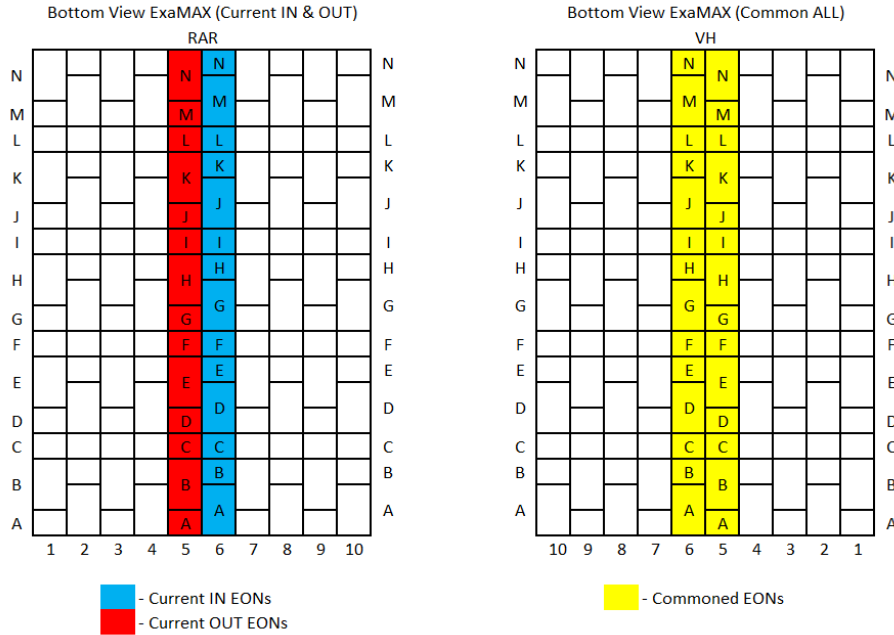 Bottom View ExaMAX (Current IN & OUT)
RAR
N
M
L
K
J
I
H
G
F
E
D
C
B
A
N
M
L
K
J
I
H
G
F
E
D
C
B
A
N
M
L
K
J
I
H
G
F
E
D
C
B
A
N
M
L
K
J
I
H
G
F
E
D
C
B
A
1 2 3 4 5 6 7 8 9 10
- Current IN EONs
- Current OUT EONs
Bottom View ExaMAX (Common ALL)
VH
N
M
L
K
J
I
H
G
F
E
D
C
B
A
N
M
L
K
J
I
H
G
F
E
D
C
B
A
N
M
L
K
J
I
H
G
F
E
D
C
B
A
N
M
L
K
J
I
H
G
F
E
D
C
B
A
10 9 8 7 6 5 4 3 2 1
- Commoned EONs